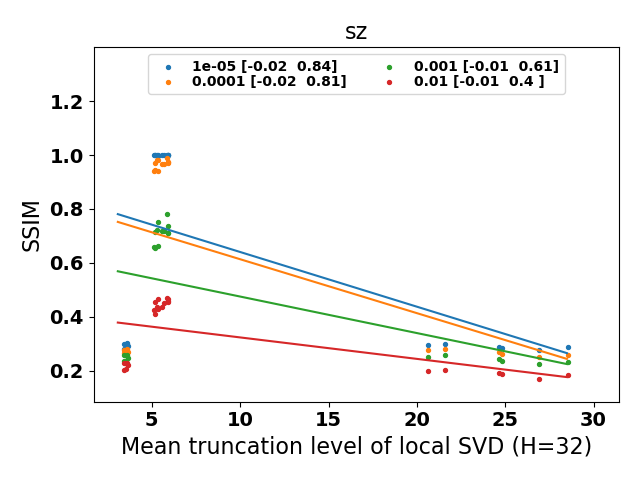 sz
1e-05 [-0.02  0.84]
0.0001 [-0.02  0.81]
0.001 [-0.01  0.61]
0.01 [-0.01  0.4 ]
SSIM
1.2
1.0
0.8
0.6
0.4
0.2
5 10 15 20 25 30
Mean truncation level of local SVD (H=32)